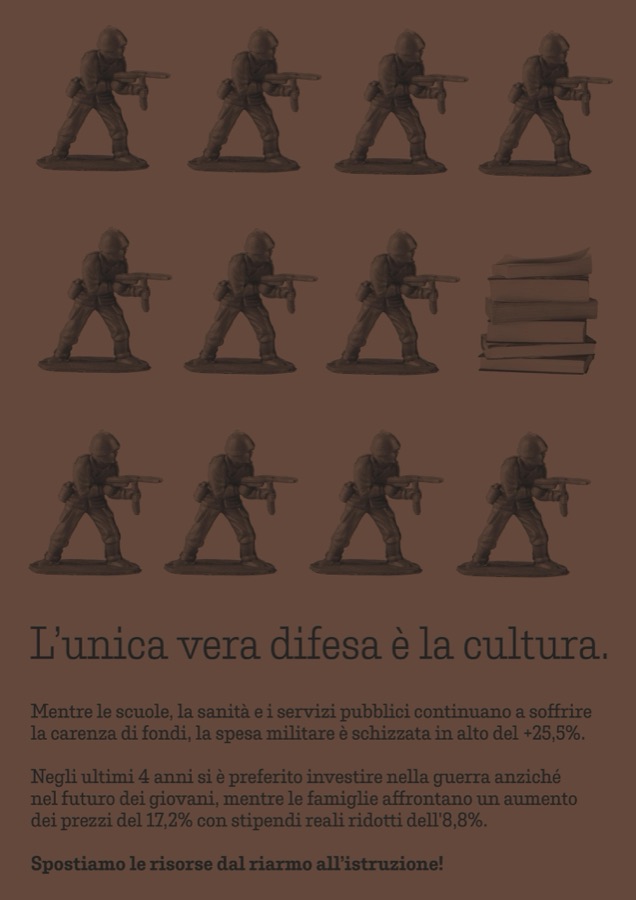 L'unica vera difesa è la cultura.
Mentre le scuole, la sanità e i servizi pubblici continuano a soffrire
la carenza di fondi, la spesa militare è schizzata in alto del +25,5%.
Negli ultimi 4 anni si è preferito investire nella guerra anziché
nel futuro dei giovani, mentre le famiglie affrontano un aumento
dei prezzi del 17,2% con stipendi reali ridotti dell'8,8%.
Spostiamo le risorse dal riarmo all'istruzione!